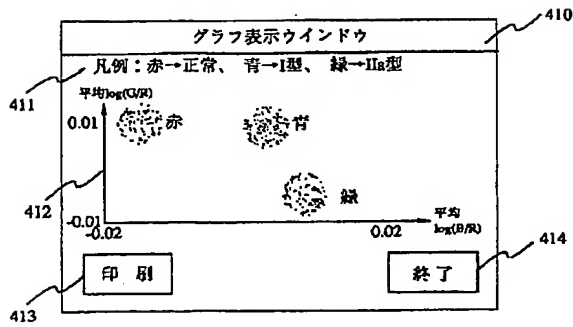 グラフ表示ウインドウ
410
凡例：赤→正常、 青→I型、 緑→IIa型
411
平均log(G/R)
0.01
赤
青
412
緑
-0.01
-0.02
0.02
平均
log(B/R)
414
印 刷
終 了
413